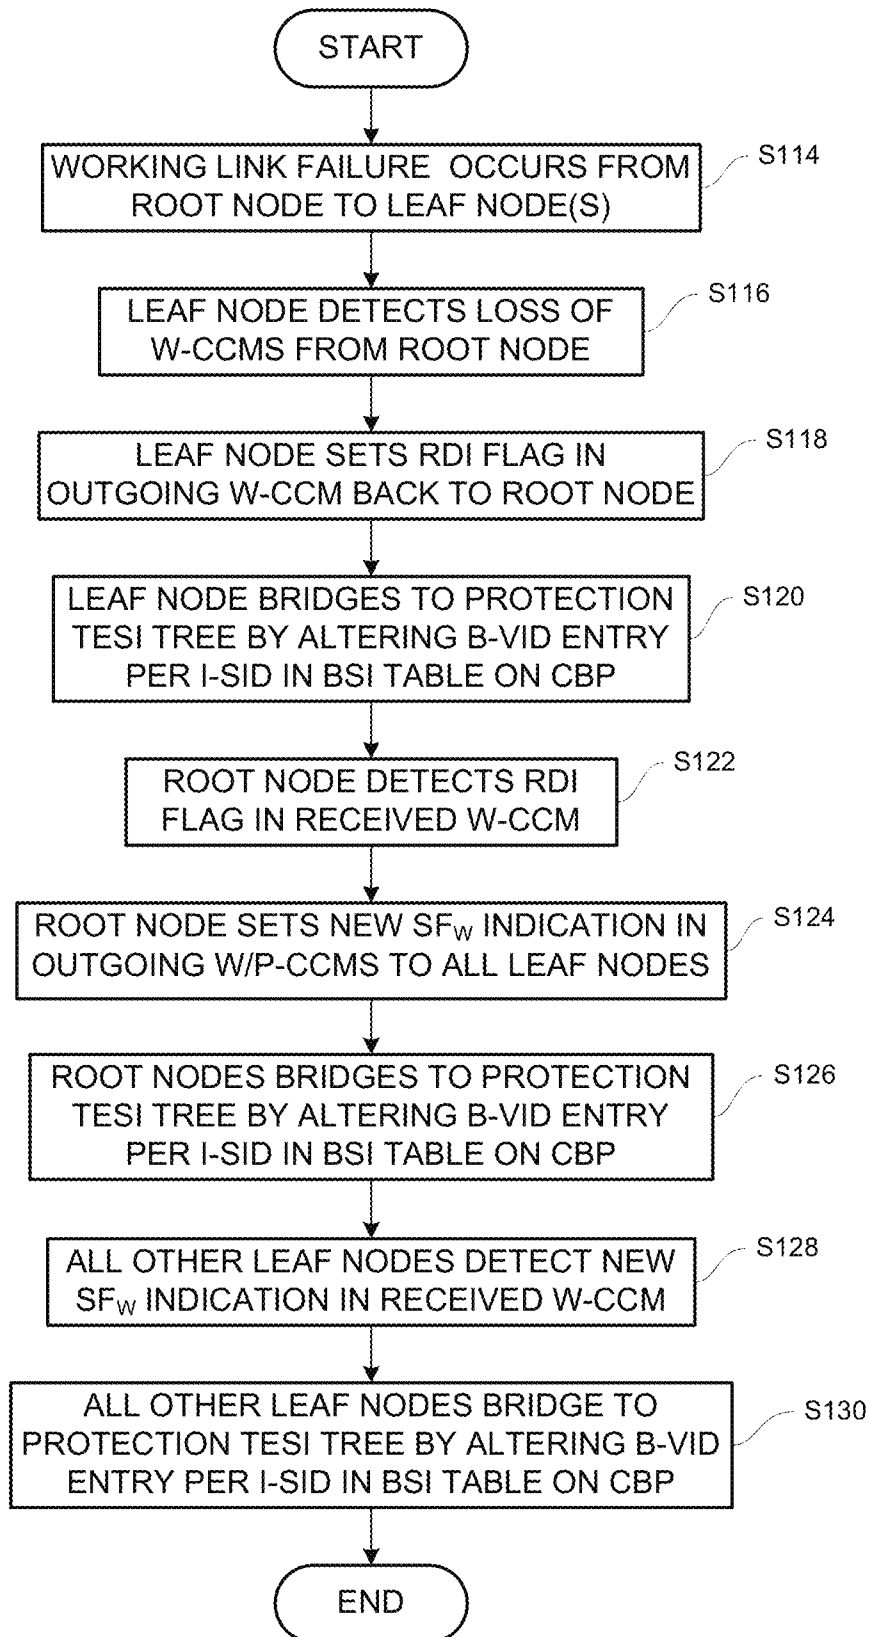 START
WORKING LINK FAILURE OCCURS FROM
ROOT NODE TO LEAF NODE(S)
S114
LEAF NODE DETECTS LOSS OF
W-CCMS FROM ROOT NODE
S116
LEAF NODE SETS RDI FLAG IN
OUTGOING W-CCM BACK TO ROOT NODE
S118
LEAF NODE BRIDGES TO PROTECTION
TESI TREE BY ALTERING B-VID ENTRY
PER I-SID IN BSI TABLE ON CBP
S120
ROOT NODE DETECTS RDI
FLAG IN RECEIVED W-CCM
S122
ROOT NODE SETS NEW SFW INDICATION IN
OUTGOING W/P-CCMS TO ALL LEAF NODES
S124
ROOT NODES BRIDGES TO PROTECTION
TESI TREE BY ALTERING B-VID ENTRY
PER I-SID IN BSI TABLE ON CBP
S126
ALL OTHER LEAF NODES DETECT NEW
SFW INDICATION IN RECEIVED W-CCM
S128
ALL OTHER LEAF NODES BRIDGE TO
PROTECTION TESI TREE BY ALTERING B-VID
ENTRY PER I-SID IN BSI TABLE ON CBP
S130
END